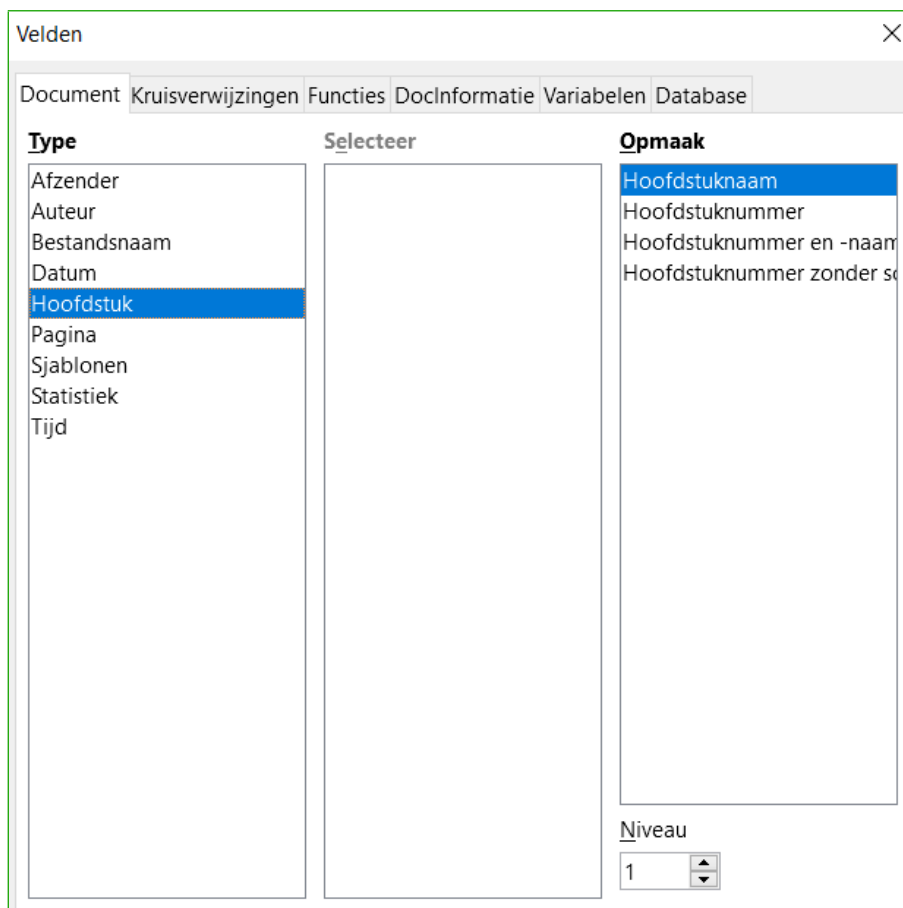 Velden
Document Kruisverwijzingen Functies DocInformatie Variabelen Database
Type
Afzender
Auteur
Bestandsnaam
Datum
Hoofdstuk
Pagina
Sjablonen
Statistiek
Tijd
Selecteer
Opmaak
Hoofdstuknaam
Hoofdstuknummer
Hoofdstuknummer en -naam
Hoofdstuknummer zonder
Niveau
1